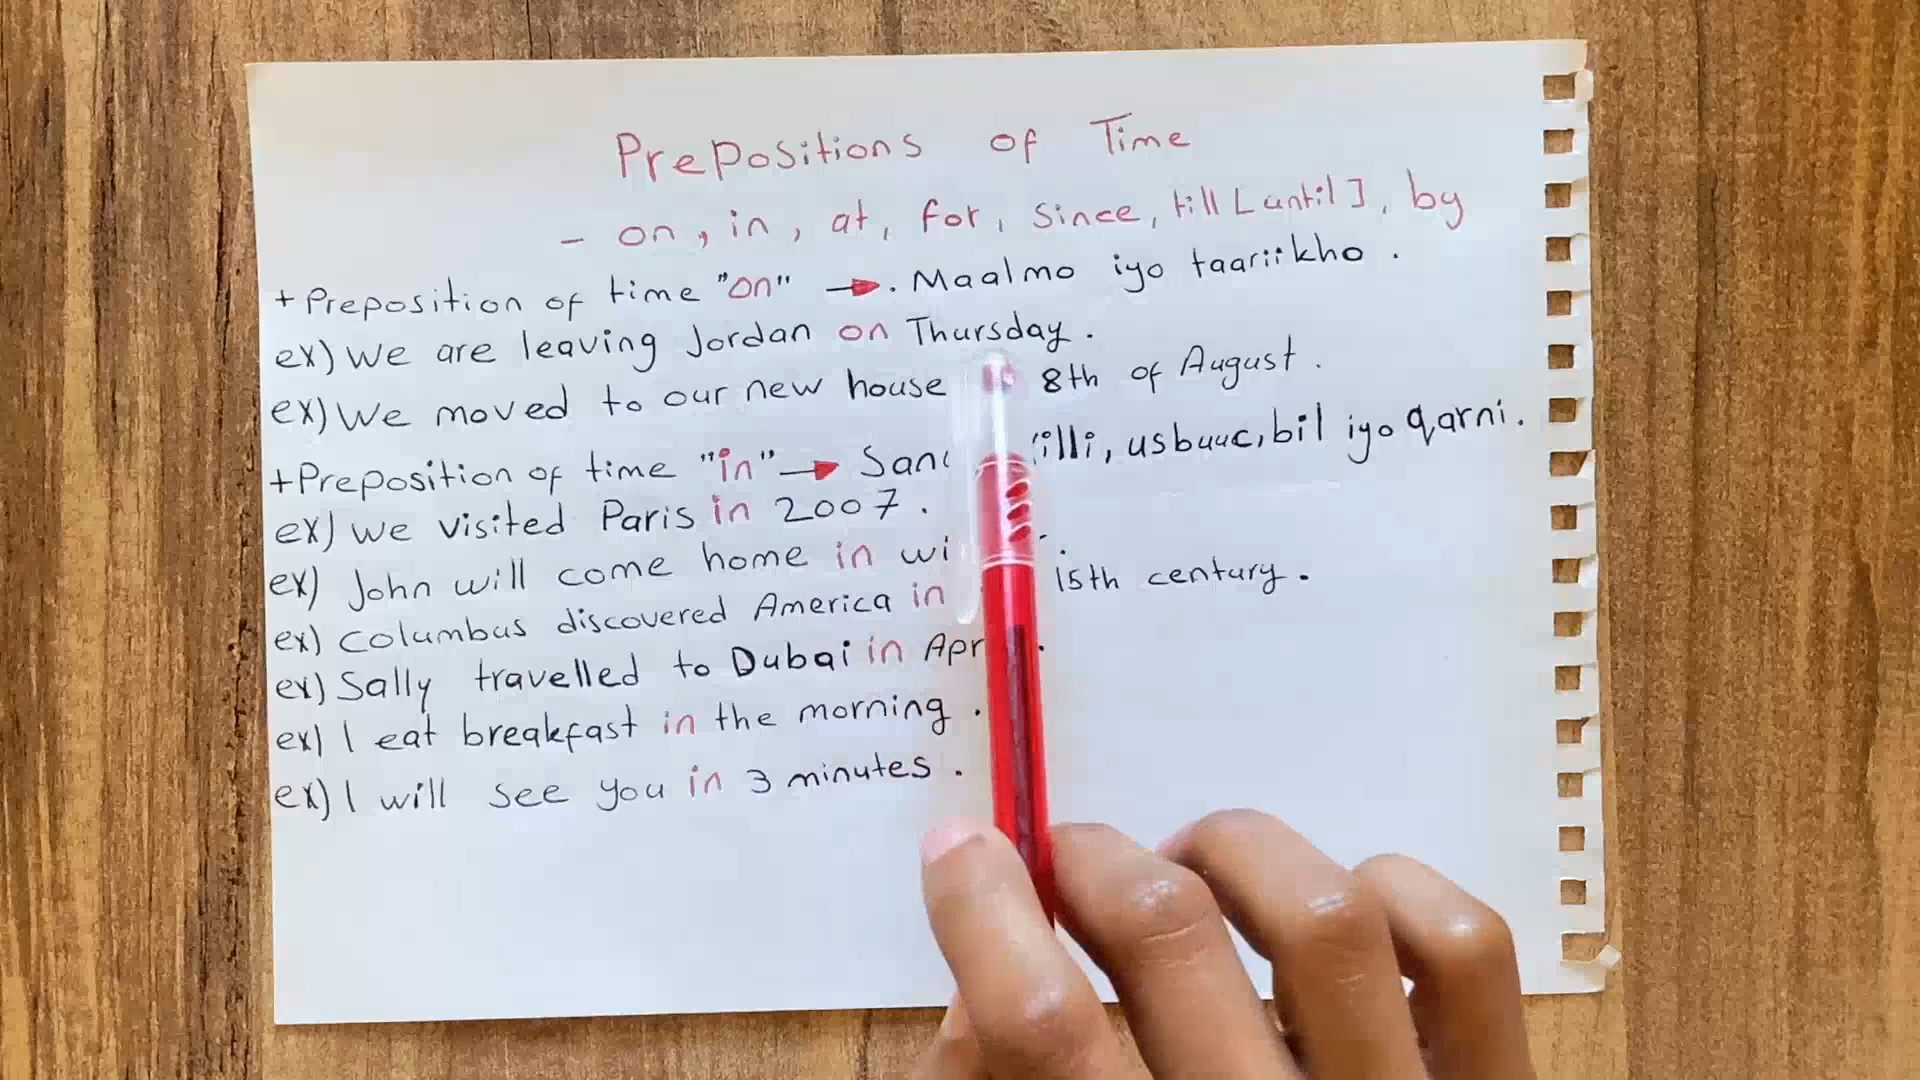 Prepositions of Time
- on, in, at, for, since, till [until], by
+ Preposition of time "on" → . Maalmo iyo taariikho .
ex) We are leaving Jordan on Thursday .
ex) We moved to our new house 8th of August .
+ Preposition of time "in" → usbuuc, bil iyo qarni .
ex) we visited Paris in 2007 .
ex) John will come home in
ex) Columbus discovered America in 15th century .
ex) Sally travelled to Dubai in
ex) I eat breakfast in the morning .
ex) I will see you in 3 minutes .